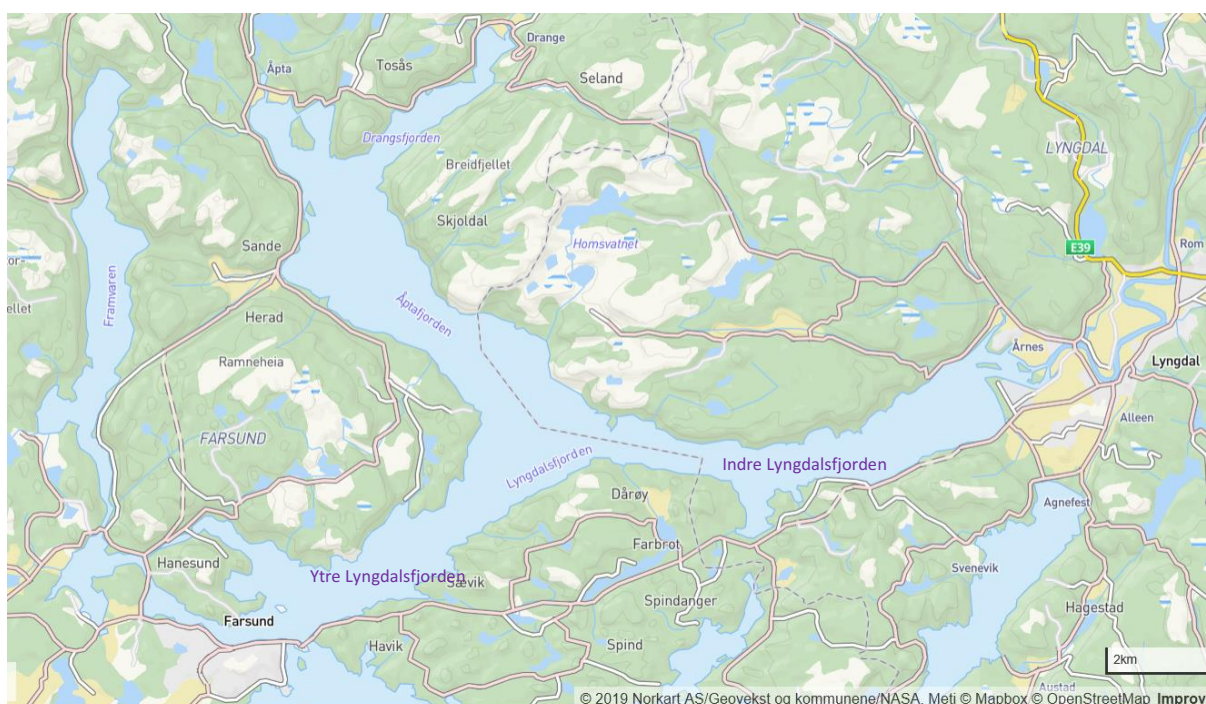 Drange
Åpta
Tosås
Seland
LYNGDAL
Drangsfjorden
Breidfjellet
Skjoldal
Homsvatnet
Sande
E39
Rom
ellet
Framvaren
Åptafjorden
Herad
Ramneheia
Årnes
Lyngdal
Alleen
FARSUND
Lyngdalsfjorden
Indre Lyngdalsfjorden
Dårøy
Agnefest
Farbrot
Hanesund
Ytre Lyngdalsfjorden
Sævik
Svenevik
Spindanger
Hagestad
Farsund
Havik
Spind
2km
Austad
© 2019 Norkart AS/Geovekst og kommunene/NASA, Meti © Mapbox © OpenStreetMap Improv